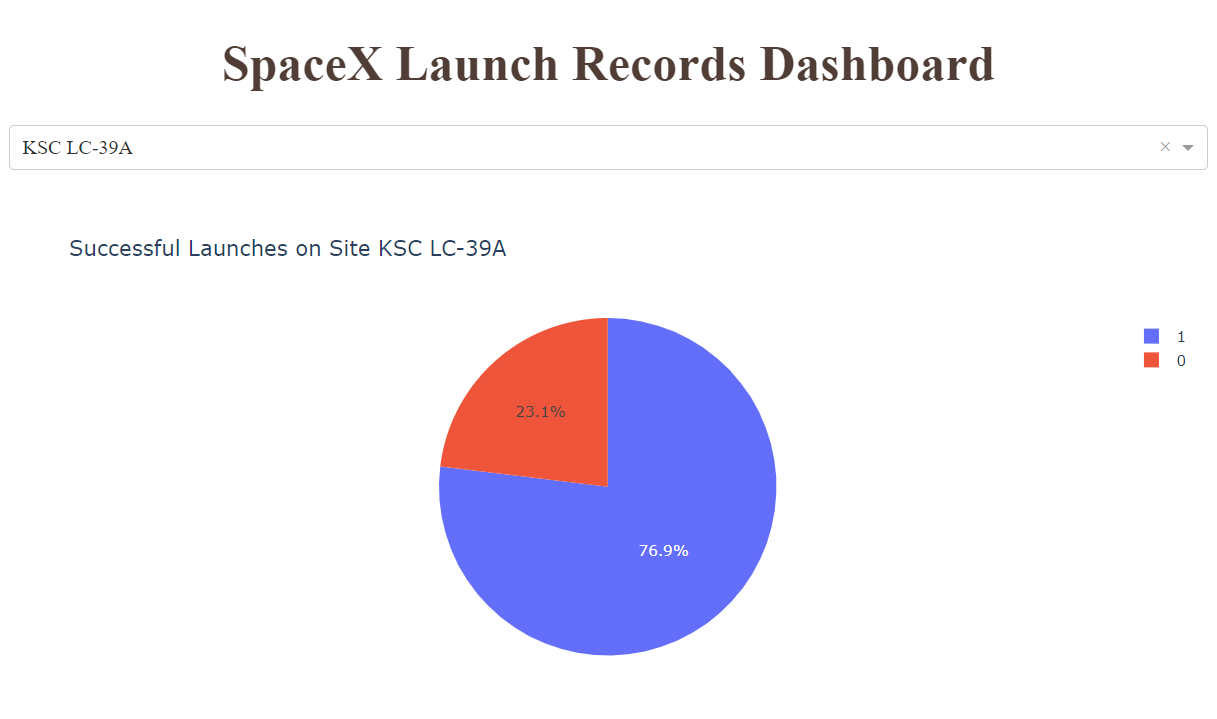 SpaceX Launch Records Dashboard
KSC LC-39A ×
Successful Launches on Site KSC LC-39A
1
0
23.1%
76.9%